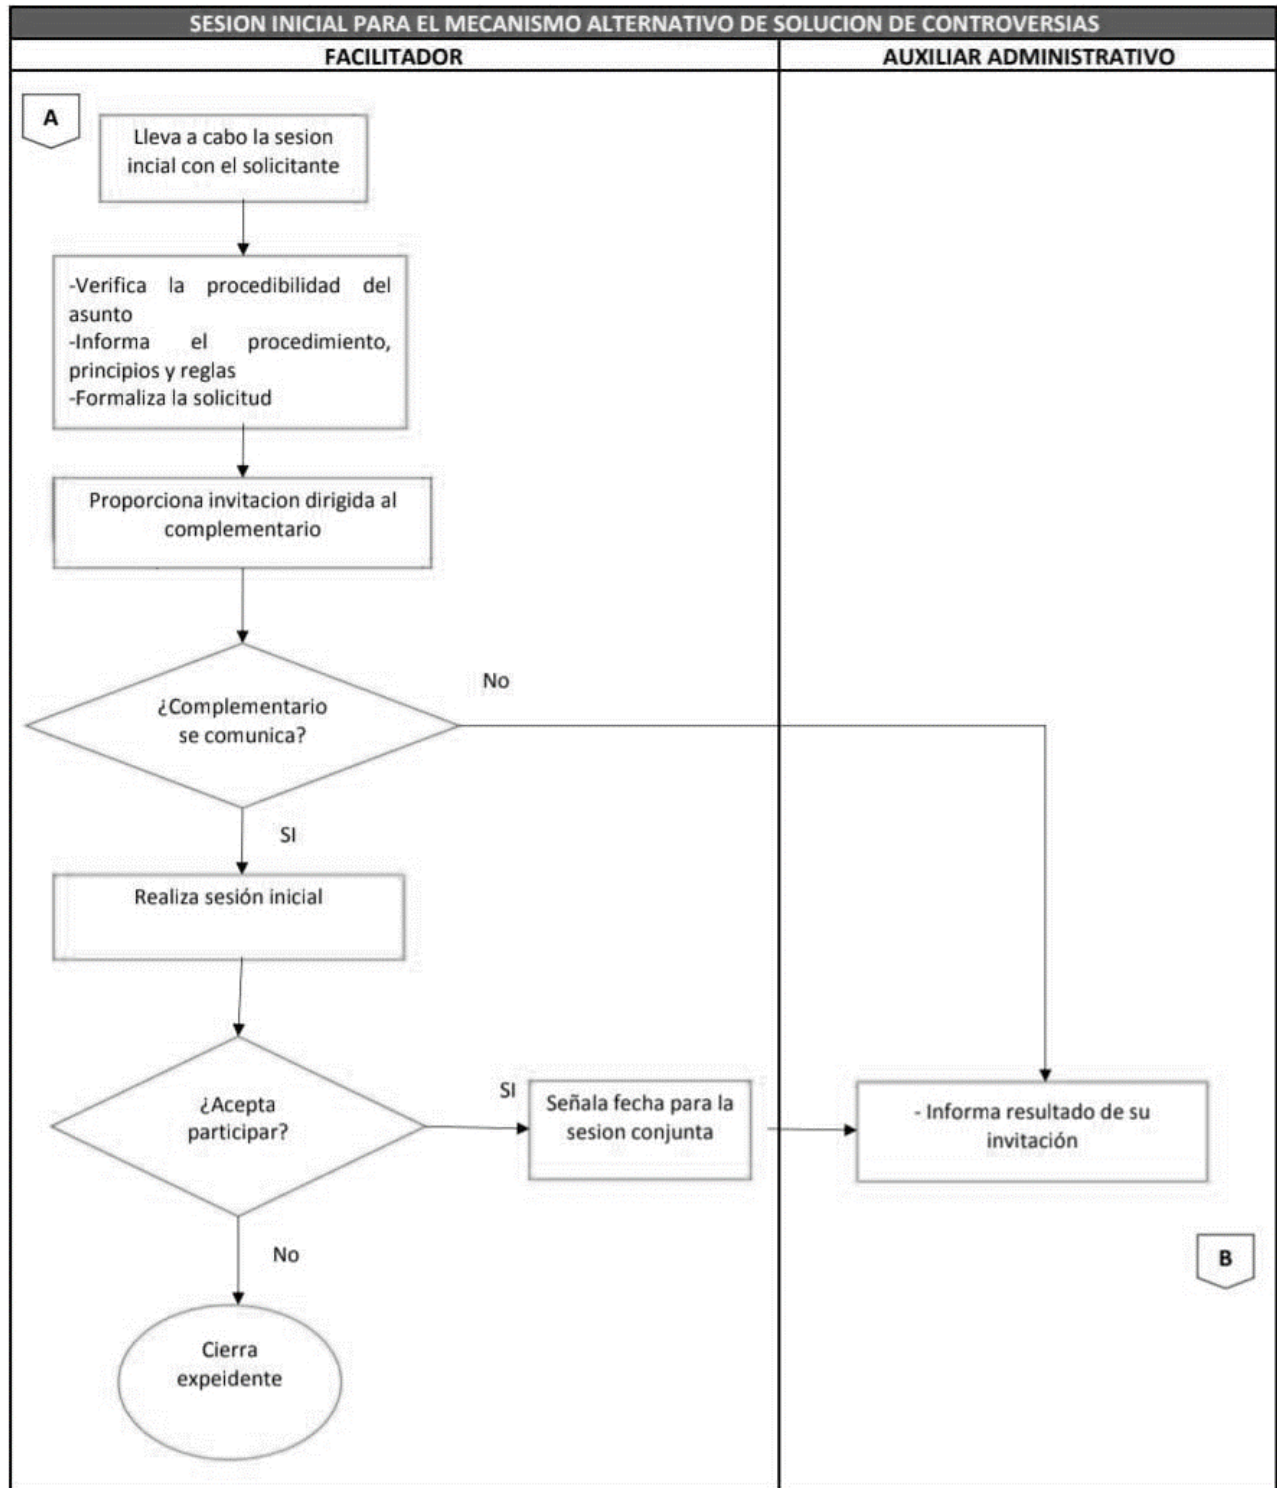 SESION INICIAL PARA EL MECANISMO ALTERNATIVO DE SOLUCION DE CONTROVERSIAS
FACILITADOR
AUXILIAR ADMINISTRATIVO
A
Lleva a cabo la sesion
incial con el solicitante
-Verifica la procedibilidad del
asunto
-Informa el procedimiento,
principios y reglas
-Formaliza la solicitud
Proporciona invitacion dirigida al
complementario
¿Complementario
se comunica?
No
SI
Realiza sesión inicial
¿Acepta
participar?
SI
Señala fecha para la
sesion conjunta
- Informa resultado de su
invitación
No
B
Cierra
expeidente